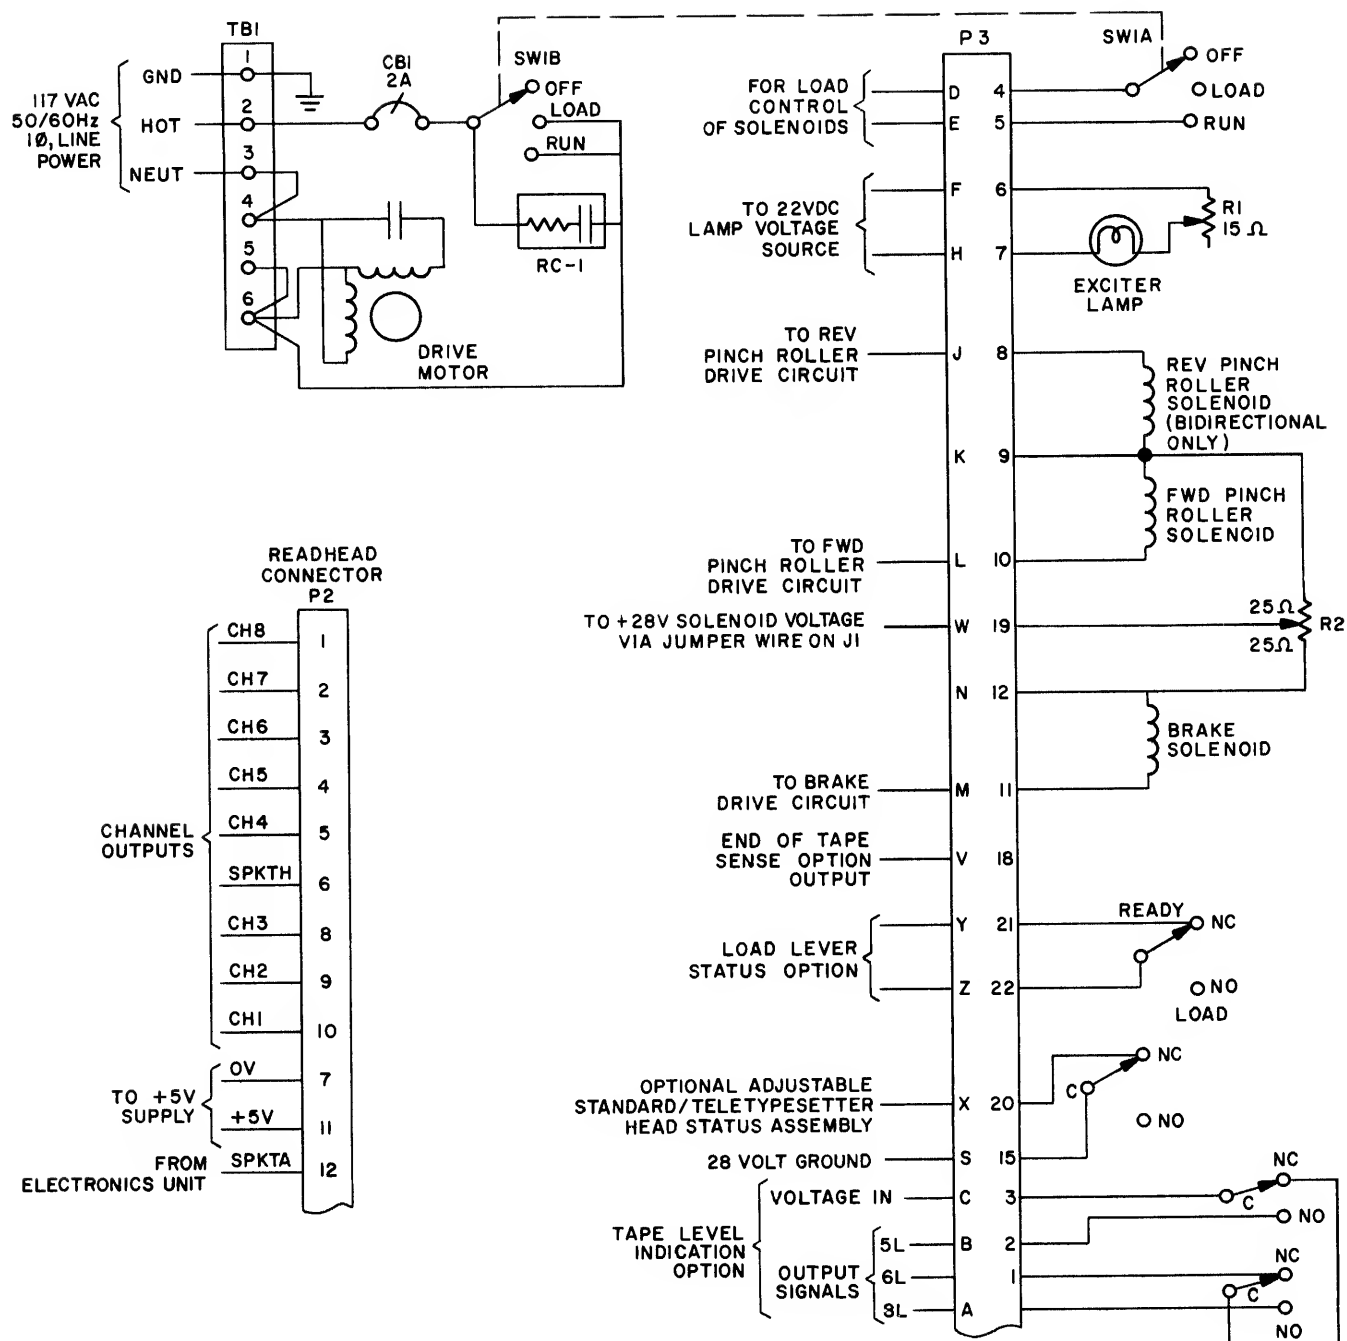 TB1
1
GND
2
HOT
3
NEUT
4
5
6
117 VAC
50/60Hz
1Ø, LINE
POWER
CB1
2A
SW1B
OFF
LOAD
RUN
RC-1
DRIVE
MOTOR
P3
SW1A
OFF
LOAD
RUN
FOR LOAD
CONTROL
OF SOLENOIDS
D 4
E 5
TO 22VDC
LAMP VOLTAGE
SOURCE
F 6
H 7
R1
15 Ω
EXCITER
LAMP
TO REV
PINCH ROLLER
DRIVE CIRCUIT
J 8
REV PINCH
ROLLER
SOLENOID
(BIDIRECTIONAL
ONLY)
K 9
FWD PINCH
ROLLER
SOLENOID
TO FWD
PINCH ROLLER
DRIVE CIRCUIT
L 10
TO +28V SOLENOID VOLTAGE
VIA JUMPER WIRE ON J1
W 19
25Ω
R2
25Ω
N 12
BRAKE
SOLENOID
TO BRAKE
DRIVE CIRCUIT
M 11
END OF TAPE
SENSE OPTION
OUTPUT
V 18
LOAD LEVER
STATUS OPTION
Y 21
Z 22
READY
NC
NO
LOAD
OPTIONAL ADJUSTABLE
STANDARD/TELETYPESETTER
HEAD STATUS ASSEMBLY
X 20
NC
C
NO
28 VOLT GROUND
S 15
TAPE LEVEL
INDICATION
OPTION
VOLTAGE IN
C 3
NC
C
NO
OUTPUT
SIGNALS
5L
B 2
6L
1
8L
A
NC
C
NO
READHEAD
CONNECTOR
P2
CHANNEL
OUTPUTS
CH8 1
CH7 2
CH6 3
CH5 4
CH4 5
SPKTH 6
CH3 8
CH2 9
CH1 10
TO +5V
SUPPLY
0V 7
+5V 11
FROM
ELECTRONICS UNIT
SPKTA 12